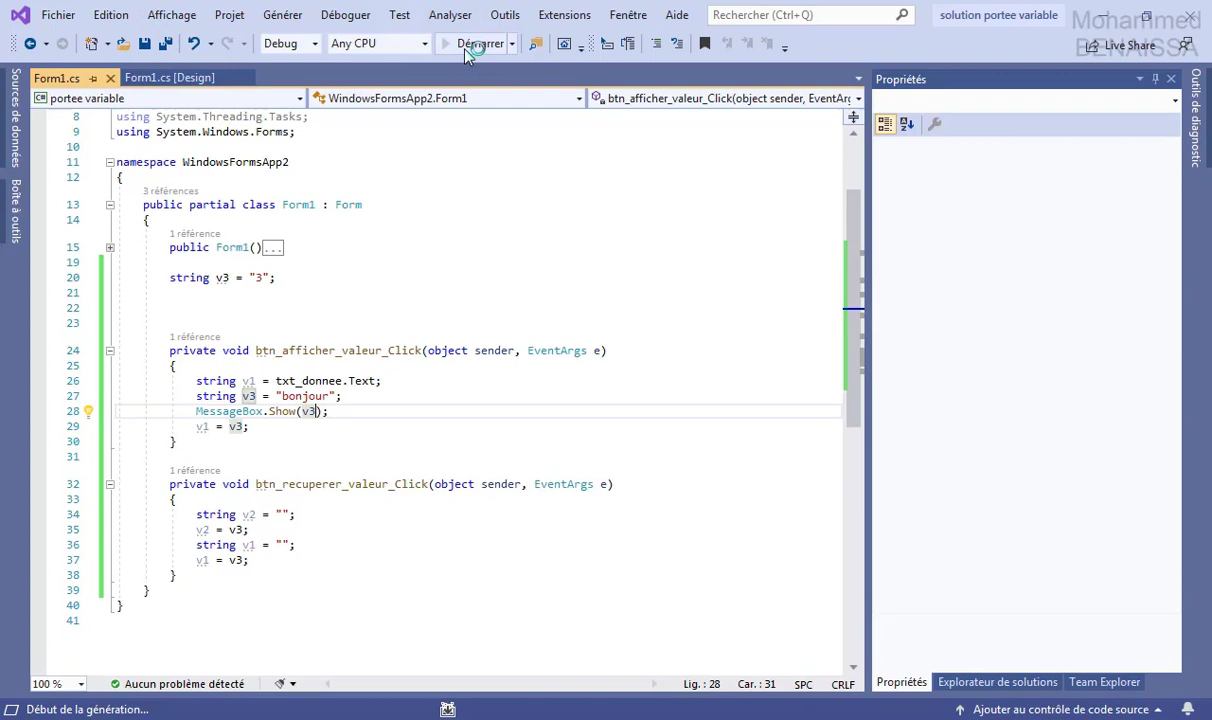 Fichier Edition Affichage Projet Générer Déboguer Test Analyser Outils Extensions Fenêtre Aide Rechercher (Ctrl+Q) solution portee variable
Mohammed BENAISSA
Debug Any CPU Démarrer Live Share
Form1.cs Form1.cs [Design] Propriétés
portee variable WindowsFormsApp2.Form1 btn_afficher_valeur_Click(object sender, EventArg
Sources de données
Boîte à outils
Outils de diagnostic
8 using System.Threading.Tasks;
9 using System.Windows.Forms;
10
11 namespace WindowsFormsApp2
12 {
3 références
13 public partial class Form1 : Form
14 {
1 référence
15 public Form1()...
19
20 string v3 = "3";
21
22
23
1 référence
24 private void btn_afficher_valeur_Click(object sender, EventArgs e)
25 {
26 string v1 = txt_donnee.Text;
27 string v3 = "bonjour";
28 MessageBox.Show(v3);
29 v1 = v3;
30 }
31
1 référence
32 private void btn_recuperer_valeur_Click(object sender, EventArgs e)
33 {
34 string v2 = "";
35 v2 = v3;
36 string v1 = "";
37 v1 = v3;
38 }
39 }
40 }
41
100 % Aucun problème détecté Lig. : 28 Car. : 31 SPC CRLF
Propriétés Explorateur de solutions Team Explorer
Début de la génération... Ajouter au contrôle de code source